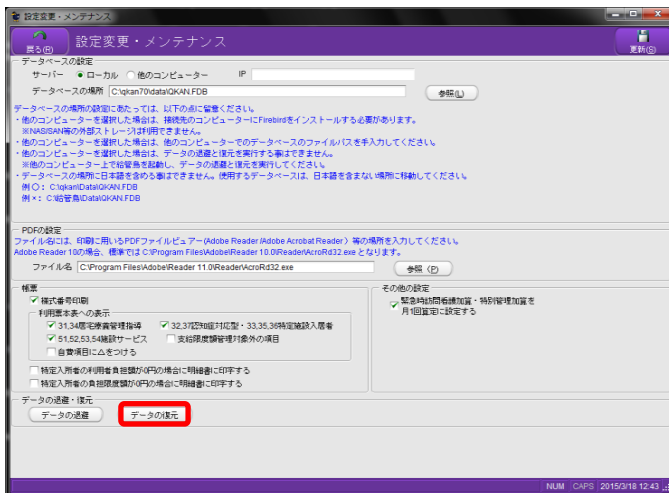 設定変更・メンテナンス
戻る(B) 設定変更・メンテナンス 更新(S)
データベースの設定
サーバー ローカル 他のコンピューター IP
データベースの場所 C:\qkan70\data\QKAN.FDB 参照(L)
データベースの場所の設定にあたっては、以下の点に留意ください。
・他のコンピューターを選択した場合は、接続先のコンピューターにFirebirdをインストールする必要があります。
※NAS/SAN等の外部ストレージは利用できません。
・他のコンピューターを選択した場合は、他のコンピューターでのデータベースのファイルパスを手入力してください。
・他のコンピューターを選択した場合は、データの退避と復元を実行する事はできません。
※他のコンピューター上で給管鳥を起動し、データの退避と復元を実行してください。
・データベースの場所に日本語を含める事はできません。使用するデータベースは、日本語を含まない場所に移動してください。
例○： C:\qkan\Data\QKAN.FDB
例×： C:\給管鳥\Data\QKAN.FDB
PDFの設定
ファイル名には、印刷に用いるPDFファイルビュアー(Adobe Reader /Adobe Acrobat Reader ）等の場所を入力してください。
Adobe Reader 10の場合、標準では C:\Program Files\Adobe\Reader 10.0\Reader\AcroRd32.exe となります。
ファイル名 C:\Program Files\Adobe\Reader 11.0\Reader\AcroRd32.exe 参照 (P)
帳票
様式番号印刷
利用票本表への表示
31,34居宅療養管理指導 32,37認知症対応型・33,35,36特定施設入居者
51,52,53,54施設サービス 支給限度額管理対象外の項目
自費項目に△をつける
特定入所者の利用者負担額が0円の場合に明細書に印字する
特定入所者の負担限度額が0円の場合に明細書に印字する
その他の設定
緊急時訪問看護加算・特別管理加算を
月1回算定に設定する
データの退避・復元
データの退避 データの復元
NUM CAPS 2015/3/18 12:43